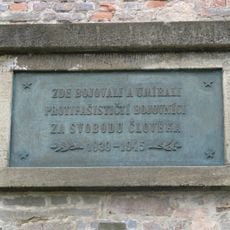 ZDE BOJOVALI A UMÍRALI
PROTIFAŠISTIČTÍ BOJOVNÍCI
ZA SVOBODU ČLOVĚKA
1939-1945